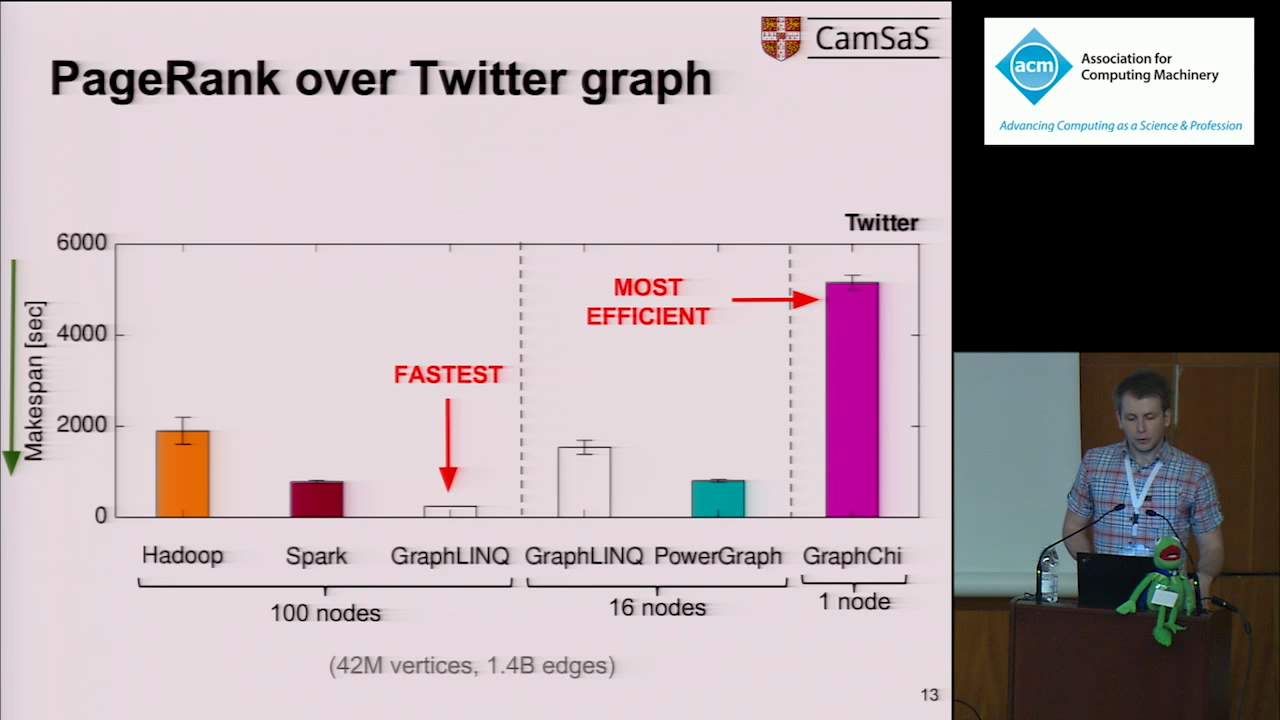 CamSaS
PageRank over Twitter graph
Twitter
6000
4000
2000
0
Makespan [sec]
FASTEST
MOST
EFFICIENT
Hadoop
Spark
GraphLINQ
GraphLINQ
PowerGraph
GraphChi
100 nodes
16 nodes
1 node
(42M vertices, 1.4B edges)
13
acm
Association for
Computing Machinery
Advancing Computing as a Science & Profession